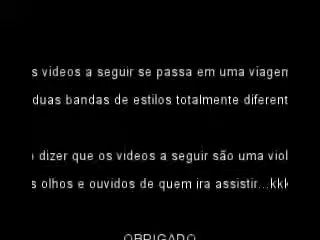 s videos a seguir se passa em uma viagem
duas bandas de estilos totalmente diferent
dizer que os videos a seguir são uma viol
s olhos e ouvidos de quem ira assistir...kkk
OBRIGADO